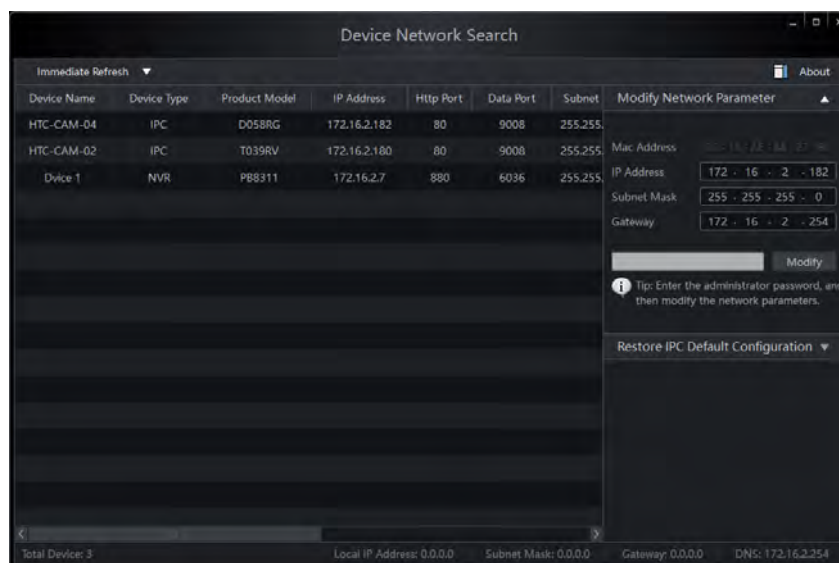 Device Network Search
Immediate Refresh ▼
About
Device Name Device Type Product Model IP Address Http Port Data Port Subnet
HTC-CAM-04 IPC D058RG 172.16.2.182 80 9008 255.255.
HTC-CAM-02 IPC T039RV 172.16.2.180 80 9008 255.255.
Dvice 1 NVR PB8311 172.16.2.7 880 6036 255.255.
Modify Network Parameter ▲
Mac Address
IP Address 172 . 16 . 2 . 182
Subnet Mask 255 . 255 . 255 . 0
Gateway 172 . 16 . 2 . 254
Modify
Tip: Enter the administrator password, and
then modify the network parameters.
Restore IPC Default Configuration ▼
Total Device: 3 Local IP Address: 0.0.0.0 Subnet Mask: 0.0.0.0 Gateway: 0.0.0.0 DNS: 172.16.2.254